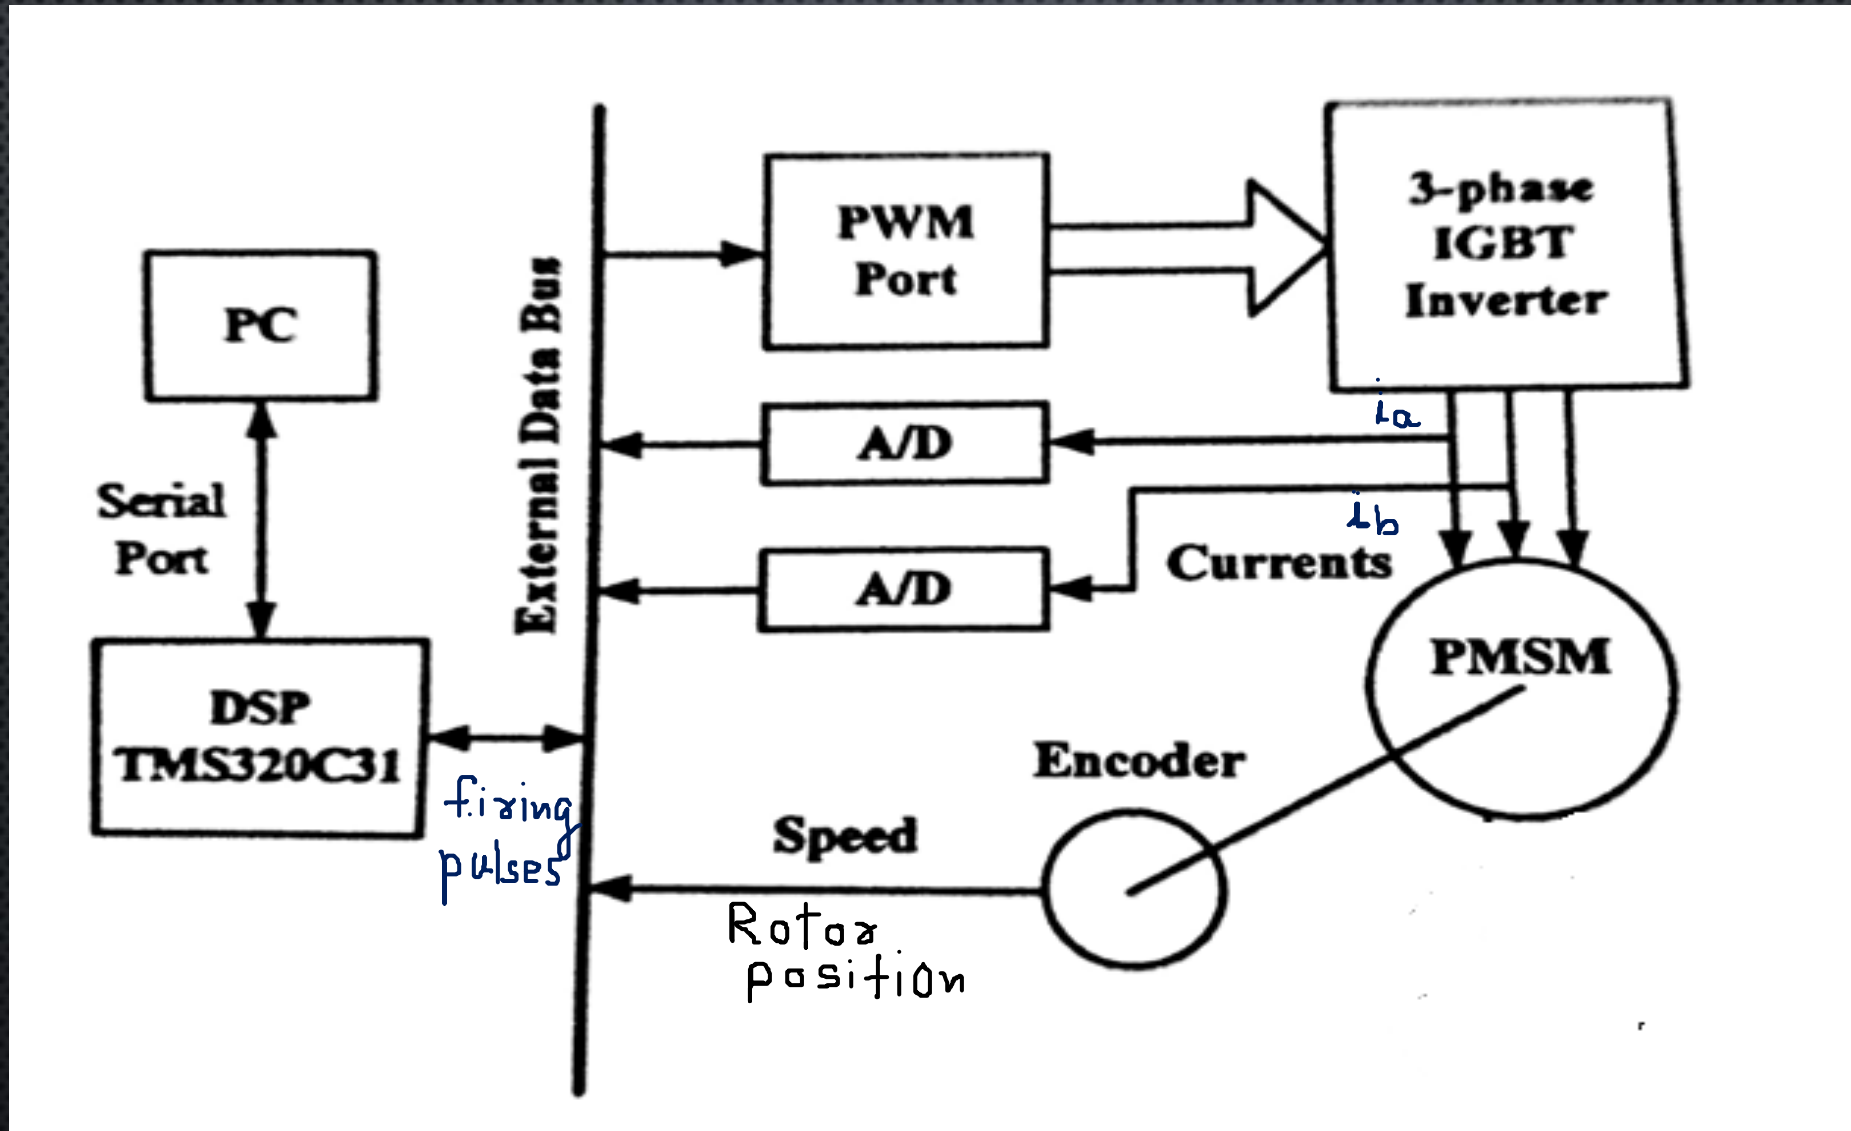 PC
Serial
Port
DSP
TMS320C31
firing
pulses
External Data Bus
PWM
Port
A/D
A/D
3-phase
IGBT
Inverter
ia
ib
Currents
PMSM
Encoder
Speed
Rotor
position